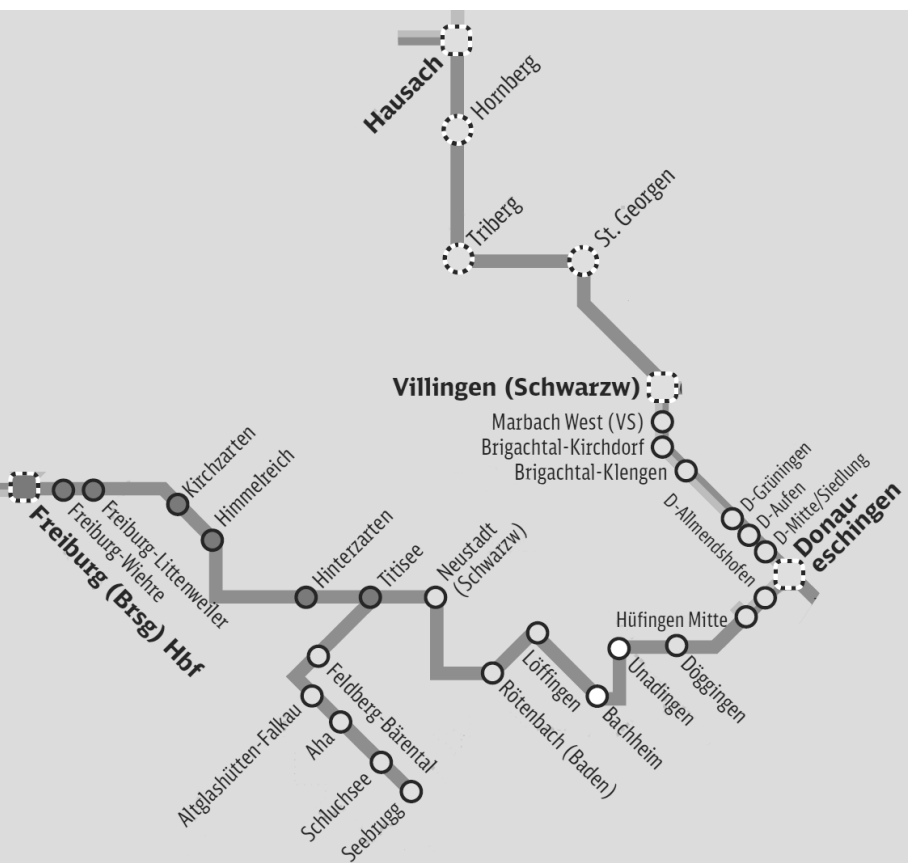 Hausach
Hornberg
Triberg
St. Georgen
Villingen (Schwarzw)
Marbach West (VS)
Brigachtal-Kirchdorf
Brigachtal-Klengen
D-Grüningen
D-Aufen
D-Mitte/Siedlung
Donau-
eschingen
D-Allmendshofen
Hüfingen Mitte
Döggingen
Unadingen
Bachheim
Löffingen
Rötenbach (Baden)
Neustadt
(Schwarzw)
Titisee
Hinterzarten
Himmelreich
Kirchzarten
Freiburg-Littenweiler
Freiburg-Wiehre
Freiburg (Brsg) Hbf
Feldberg-Bärental
Altglashütten-Falkau
Aha
Schluchsee
Seebrugg